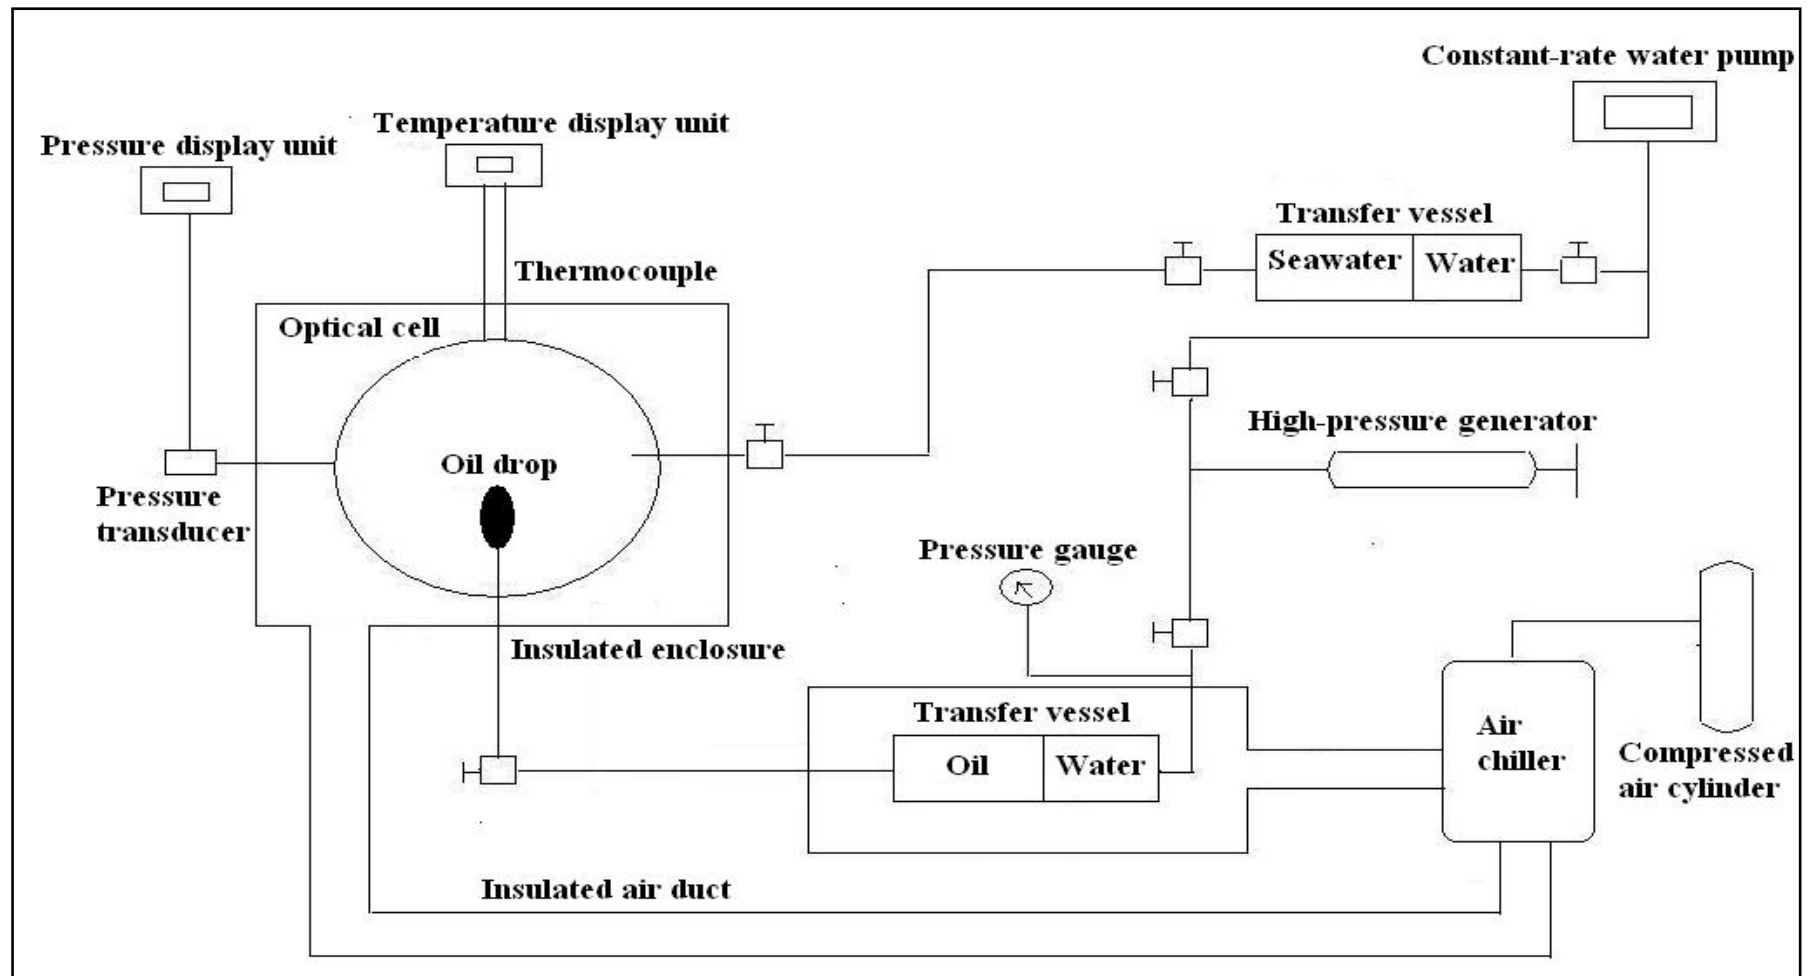 Constant-rate water pump
Temperature display unit
Pressure display unit
Transfer vessel
Seawater
Water
Thermocouple
Optical cell
High-pressure generator
Oil drop
Pressure
transducer
Pressure gauge
Insulated enclosure
Transfer vessel
Oil
Water
Air
chiller
Compressed
air cylinder
Insulated air duct